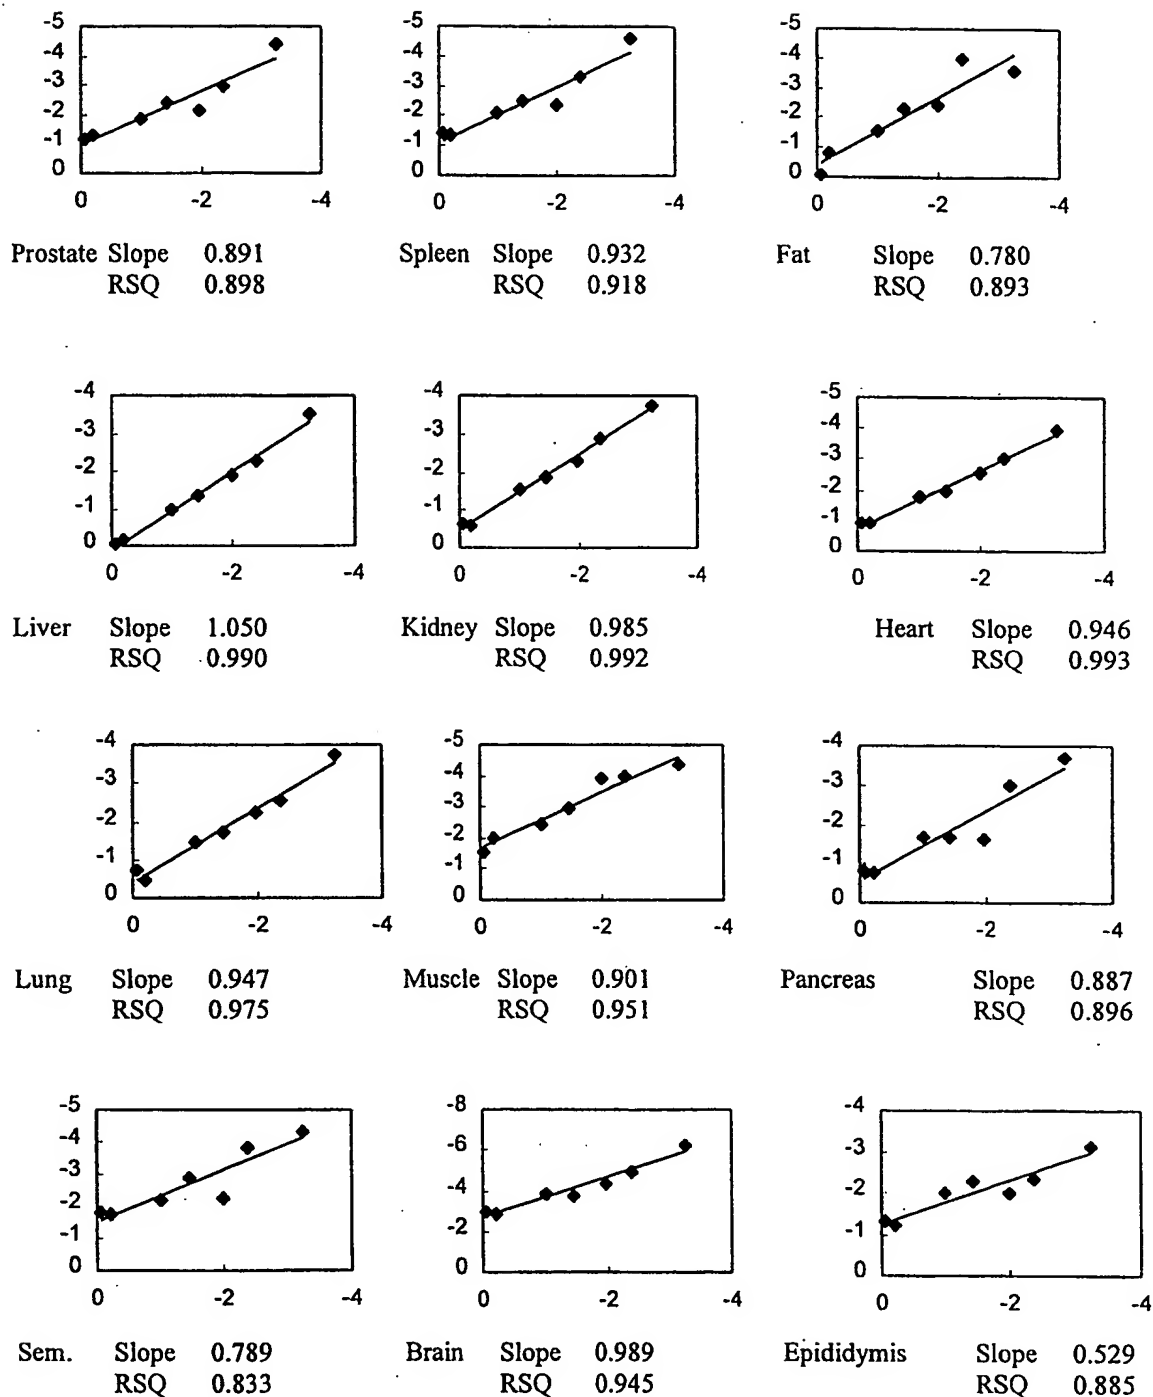 -5 -5 -5
-4 -4 -4
-3 -3 -3
-2 -2 -2
-1 -1 -1
0 0 0
0 -2 -4 0 -2 -4 0 -2 -4
Prostate Slope 0.891 Spleen Slope 0.932 Fat Slope 0.780
RSQ 0.898 RSQ 0.918 RSQ 0.893
-4 -4 -5
-3 -3 -4
-2 -2 -3
-1 -1 -2
0 0 -1
0
0 -2 -4 0 -2 -4 0 -2 -4
Liver Slope 1.050 Kidney Slope 0.985 Heart Slope 0.946
RSQ 0.990 RSQ 0.992 RSQ 0.993
-4 -5 -4
-3 -4 -3
-2 -3 -2
-1 -2 -1
0 -1 0
0
0 -2 -4 0 -2 -4 0 -2 -4
Lung Slope 0.947 Muscle Slope 0.901 Pancreas Slope 0.887
RSQ 0.975 RSQ 0.951 RSQ 0.896
-5 -8 -4
-4 -6 -3
-3 -4 -2
-2 -2 -1
-1 0 0
0
0 -2 -4 0 -2 -4 0 -2 -4
Sem. Slope 0.789 Brain Slope 0.989 Epididymis Slope 0.529
RSQ 0.833 RSQ 0.945 RSQ 0.885